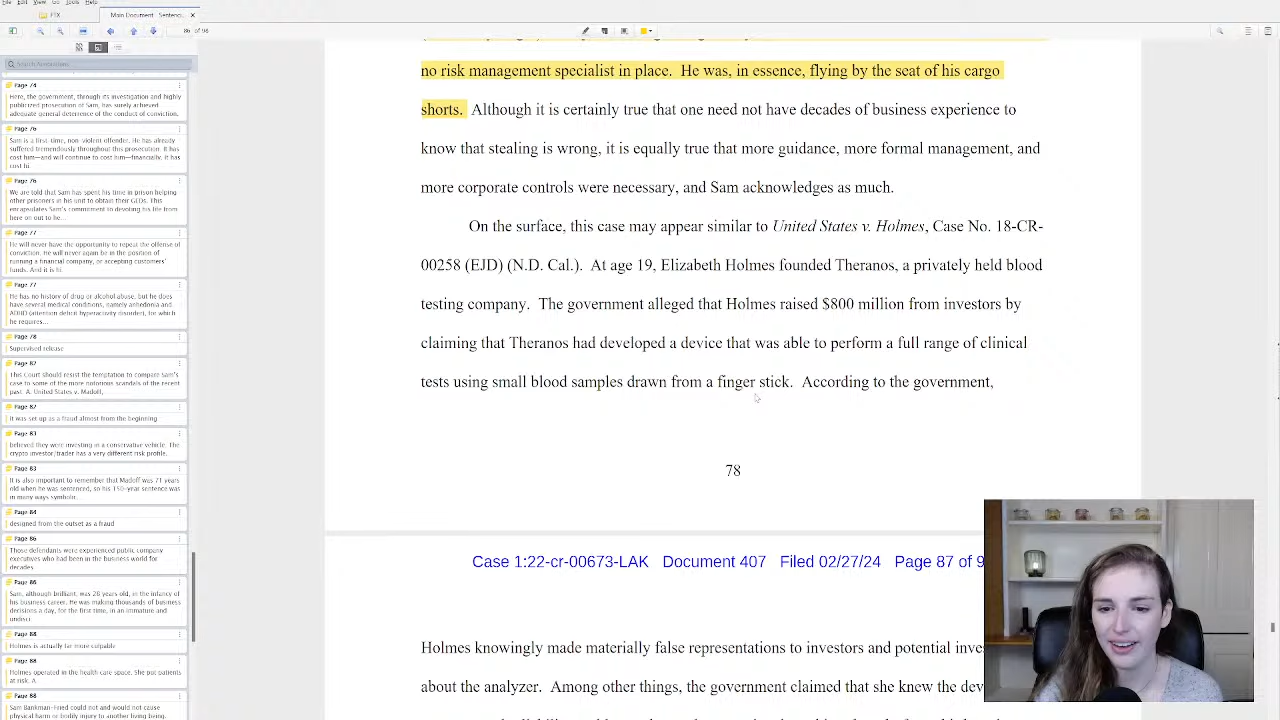 File Edit View Go Tools Help
FTX
Main Document - Sentenc...
86 of 98
Search annotations...
Page 74
Here, the government, through its investigation and highly
publicized prosecution of Sam, has surely achieved
adequate general deterrence of the conduct of conviction.
Page 76
Sam is a first-time, non-violent offender. He has already
suffered tremendously throughout this prosecution. It has
cost him—and will continue to cost him—financially. It has
cost hi
Page 76
We are told that Sam has spent his time in prison helping
other prisoners in his unit to obtain their GEDs. This
encapsulates Sam's commitment to devoting his life from
here on out to he...
Page 77
He will never have the opportunity to repeat the offense of
conviction. He will never again be in the position of
running a financial company, or accepting customers'
funds. And it is hi
Page 77
He has no history of drug or alcohol abuse, but he does
have several medical conditions, namely anhedonia and
ADHD (attention deficit hyperactivity disorder), for which
he requires...
Page 78
Supervised release
Page 82
This Court should resist the temptation to compare Sam's
case to some of the more notorious scandals of the recent
past. A. United States v. Madoff,
Page 82
It was set up as a fraud almost from the beginning.
Page 83
believed they were investing in a conservative vehicle. The
crypto investor/trader has a very different risk profile.
Page 83
It is also important to remember that Madoff was 71 years
old when he was sentenced, so his 150-year sentence was
in many ways symbolic.
Page 84
designed from the outset as a fraud
Page 86
Those defendants were experienced public company
executives who had been in the business world for
decades
Page 86
Sam, although brilliant, was 28 years old, in the infancy of
his business career. He was making thousands of business
decisions a day, for the first time, in an immature and
undisci
Page 88
Holmes is actually far more culpable
Page 88
Holmes operated in the health-care space. She put patients
at risk. A
Page 88
Sam Bankman-Fried could not and would not cause
physical harm or bodily injury to another living being.
no risk management specialist in place. He was, in essence, flying by the seat of his cargo
shorts. Although it is certainly true that one need not have decades of business experience to
know that stealing is wrong, it is equally true that more guidance, more formal management, and
more corporate controls were necessary, and Sam acknowledges as much.
On the surface, this case may appear similar to United States v. Holmes, Case No. 18-CR-
00258 (EJD) (N.D. Cal.). At age 19, Elizabeth Holmes founded Theranos, a privately held blood
testing company. The government alleged that Holmes raised $800 million from investors by
claiming that Theranos had developed a device that was able to perform a full range of clinical
tests using small blood samples drawn from a finger stick. According to the government,
78
Case 1:22-cr-00673-LAK Document 407 Filed 02/27/24 Page 87 of 9
Holmes knowingly made materially false representations to investors and potential inve
about the analyzer. Among other things, the government claimed that she knew the dev